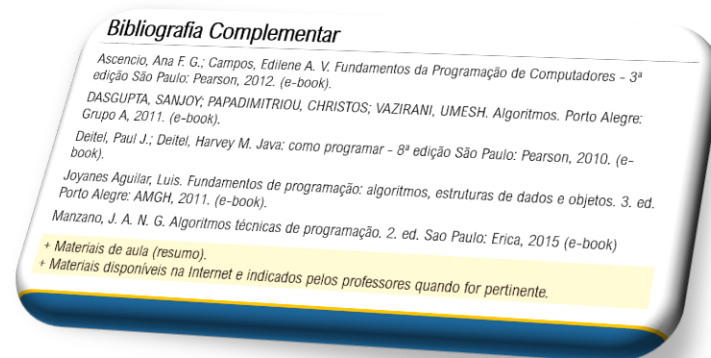 Bibliografia Complementar
Ascencio, Ana F. G.; Campos, Edilene A. V. Fundamentos da Programação de Computadores - 3ª
edição São Paulo: Pearson, 2012. (e-book).
DASGUPTA, SANJOY; PAPADIMITRIOU, CHRISTOS; VAZIRANI, UMESH. Algoritmos. Porto Alegre:
Grupo A, 2011. (e-book).
Deitel, Paul J.; Deitel, Harvey M. Java: como programar - 8ª edição São Paulo: Pearson, 2010. (e-
book).
Joyanes Aguilar, Luis. Fundamentos de programação: algoritmos, estruturas de dados e objetos. 3. ed.
Porto Alegre: AMGH, 2011. (e-book).
Manzano, J. A. N. G. Algoritmos técnicas de programação. 2. ed. Sao Paulo: Erica, 2015 (e-book)
+ Materiais de aula (resumo).
+ Materiais disponíveis na Internet e indicados pelos professores quando for pertinente.